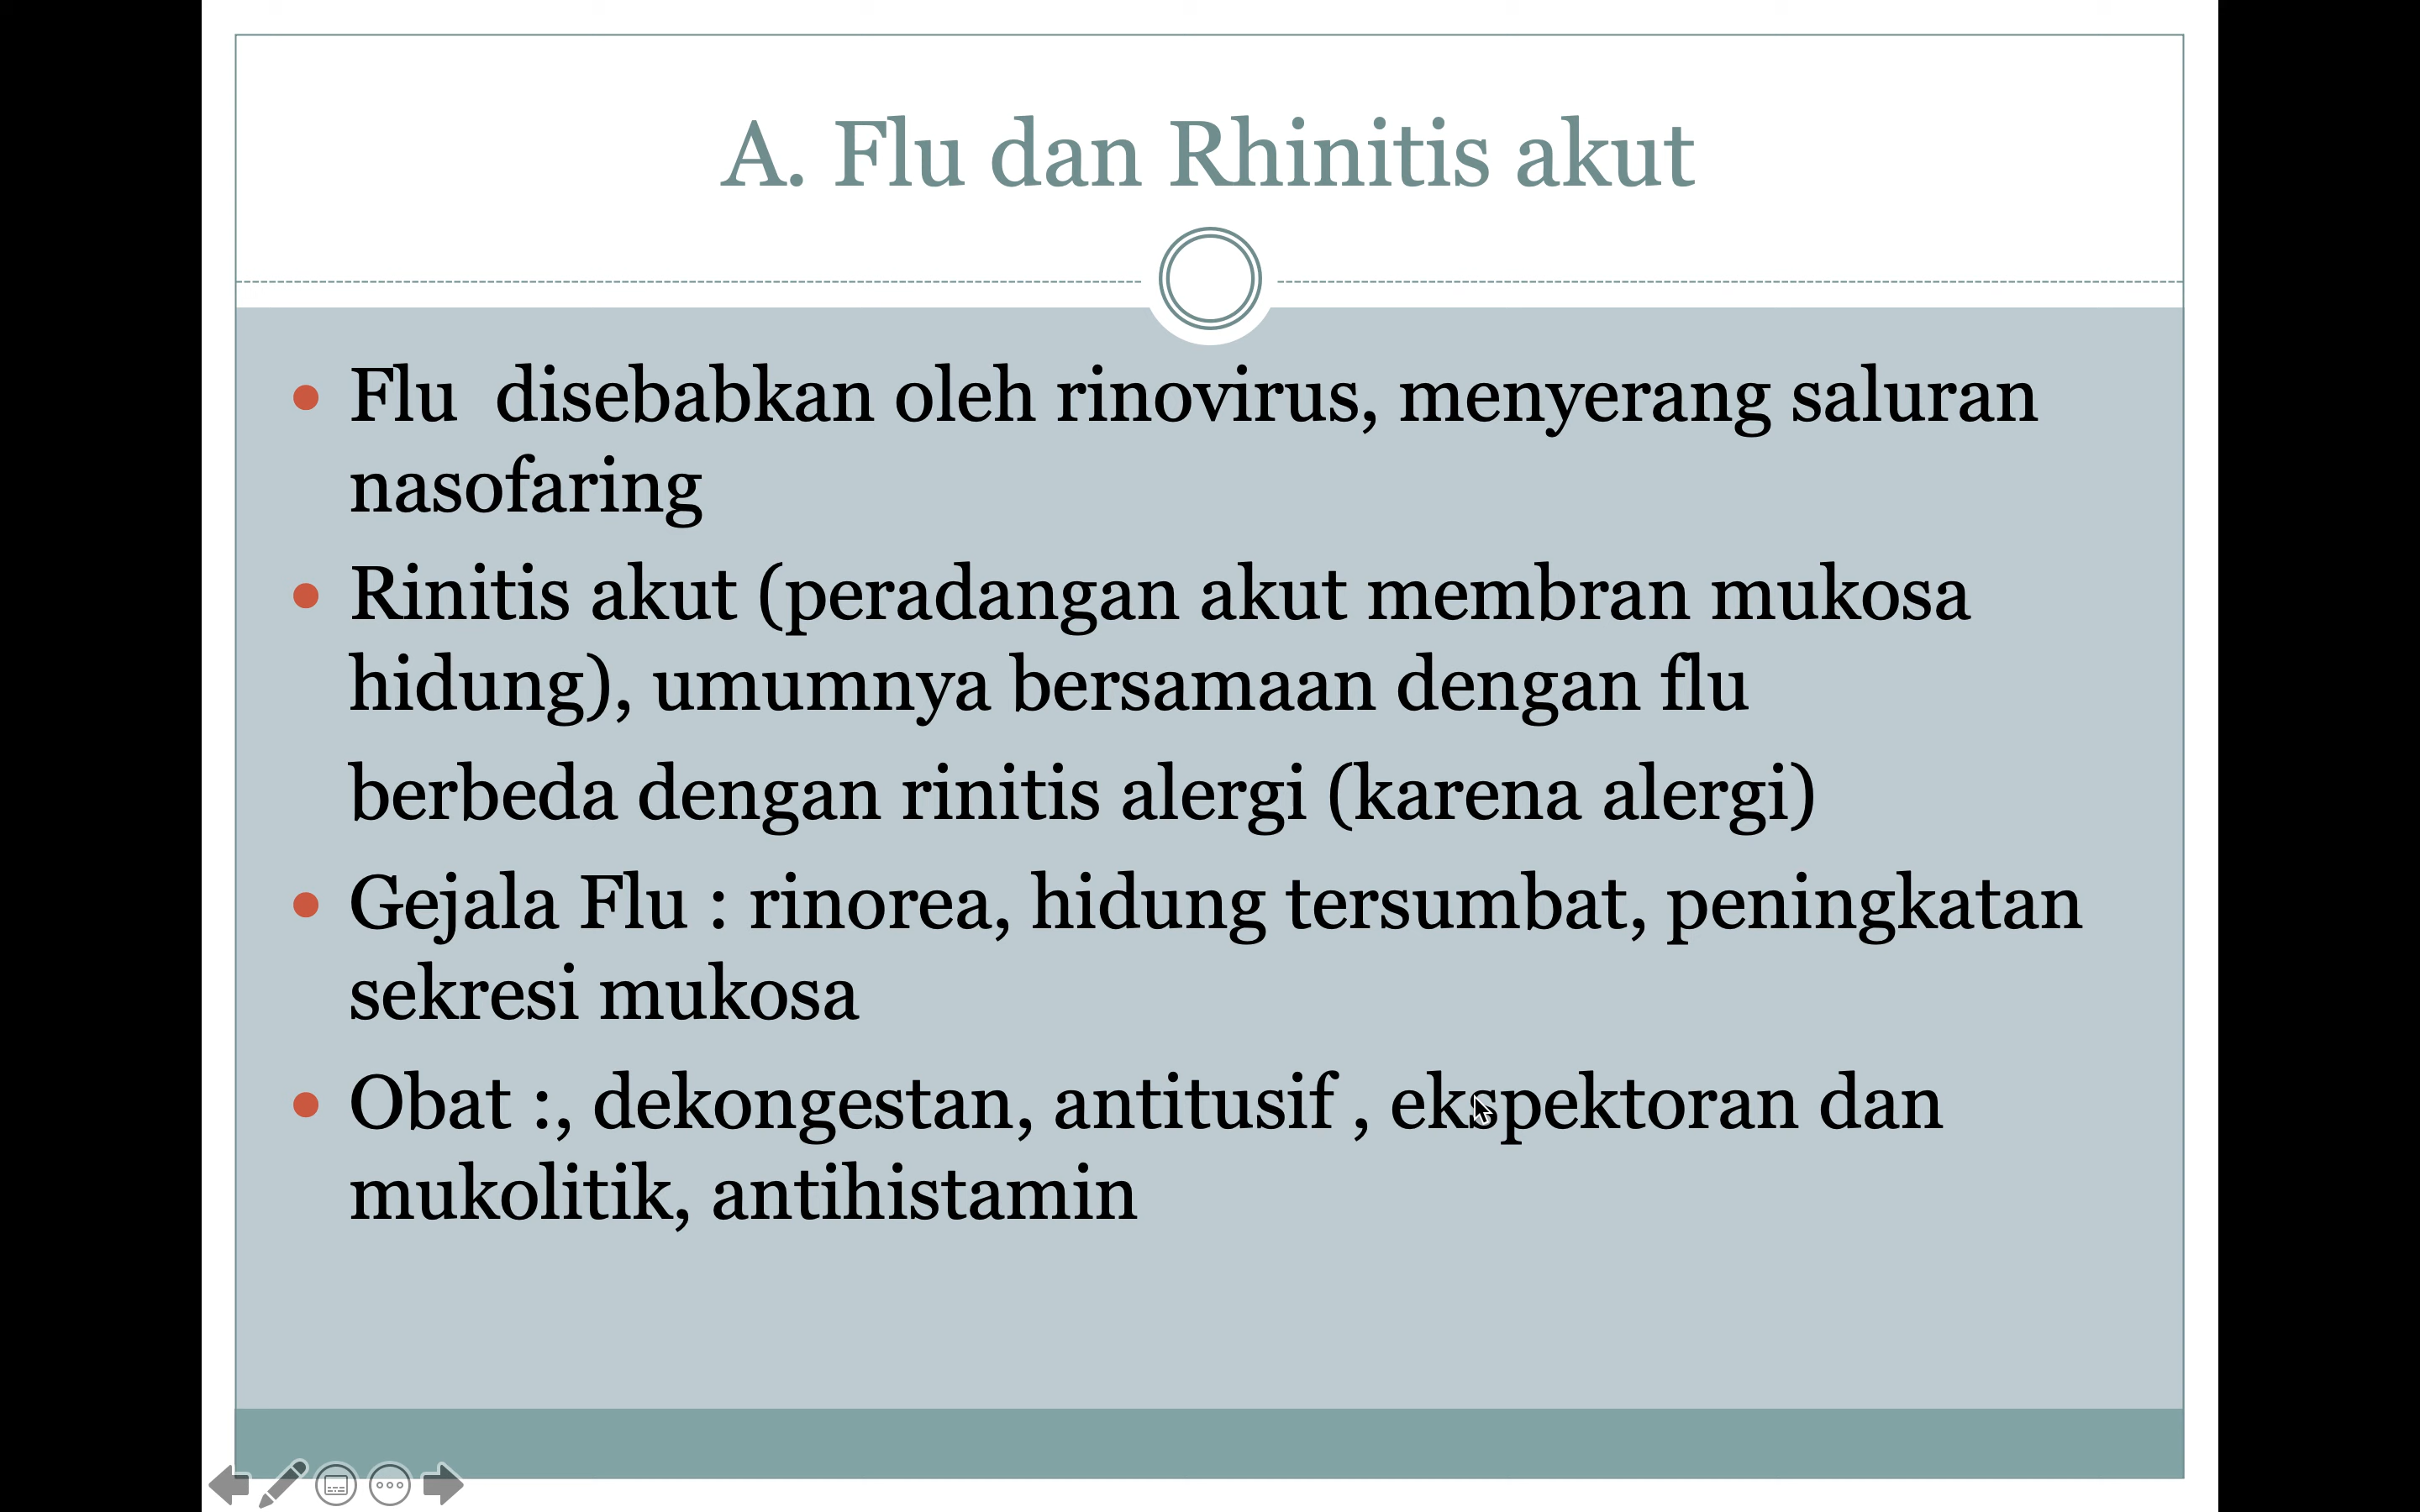 A. Flu dan Rhinitis akut
Flu  disebabkan oleh rinovirus, menyerang saluran
nasofaring
Rinitis akut (peradangan akut membran mukosa
hidung), umumnya bersamaan dengan flu
berbeda dengan rinitis alergi (karena alergi)
Gejala Flu : rinorea, hidung tersumbat, peningkatan
sekresi mukosa
Obat :, dekongestan, antitusif , ekspektoran dan
mukolitik, antihistamin